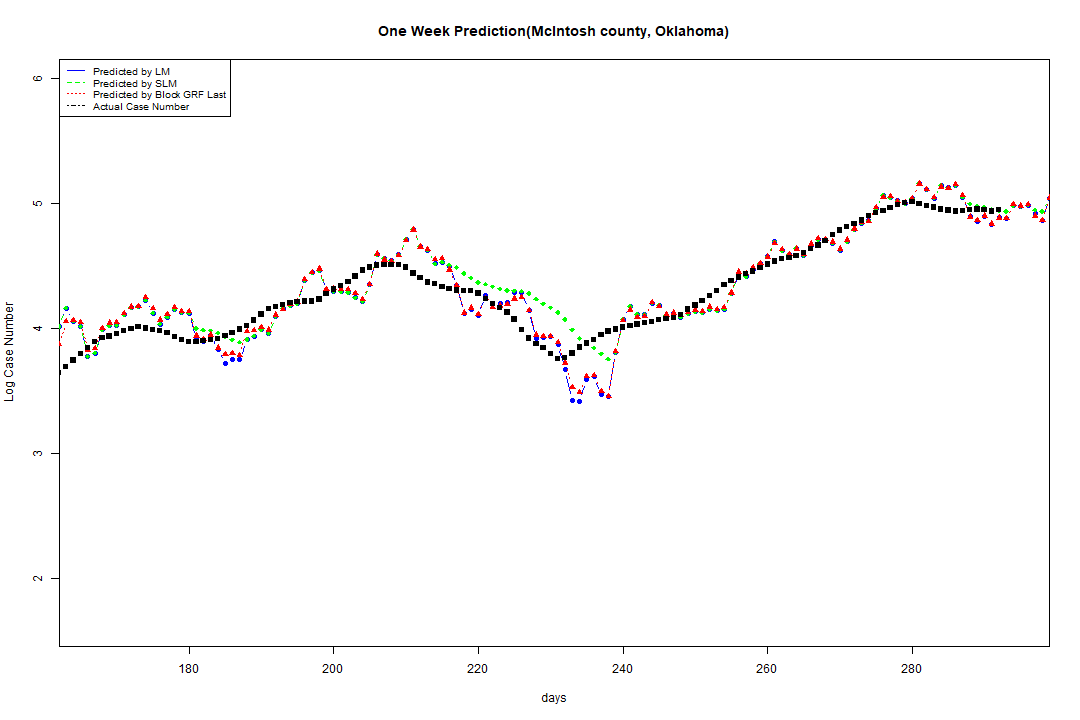 One Week Prediction(McIntosh county, Oklahoma)
Predicted by LM
Predicted by SLM
Predicted by Block GRF Last
Actual Case Number
6
5
4
3
2
Log Case Number
180 200 220 240 260 280
days